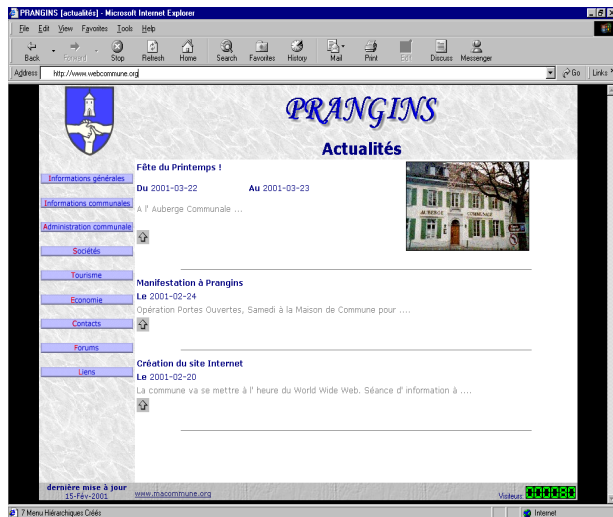 PRANGINS [actualités] - Microsoft Internet Explorer
File Edit View Favorites Tools Help
Back Forward Stop Refresh Home Search Favorites History Mail Print Edit Discuss Messenger
Address http://www.webcommune.org Go Links
PRANGINS
Actualités
Fête du Printemps !
Informations générales
Du 2001-03-22 Au 2001-03-23
Informations communales
A l' Auberge Communale ...
AUBERGE COMMUNALE
Administration communale
Sociétés
Tourisme
Manifestation à Prangins
Le 2001-02-24
Economie
Opération Portes Ouvertes, Samedi à la Maison de Commune pour ....
Contacts
Forums
Création du site Internet
Liens
Le 2001-02-20
La commune va se mettre à l' heure du World Wide Web. Séance d' information à ....
dernière mise à jour
15-Fév-2001
www.macommune.org
Visiteurs 000080
7 Menu Hiérarchiques Créés Internet